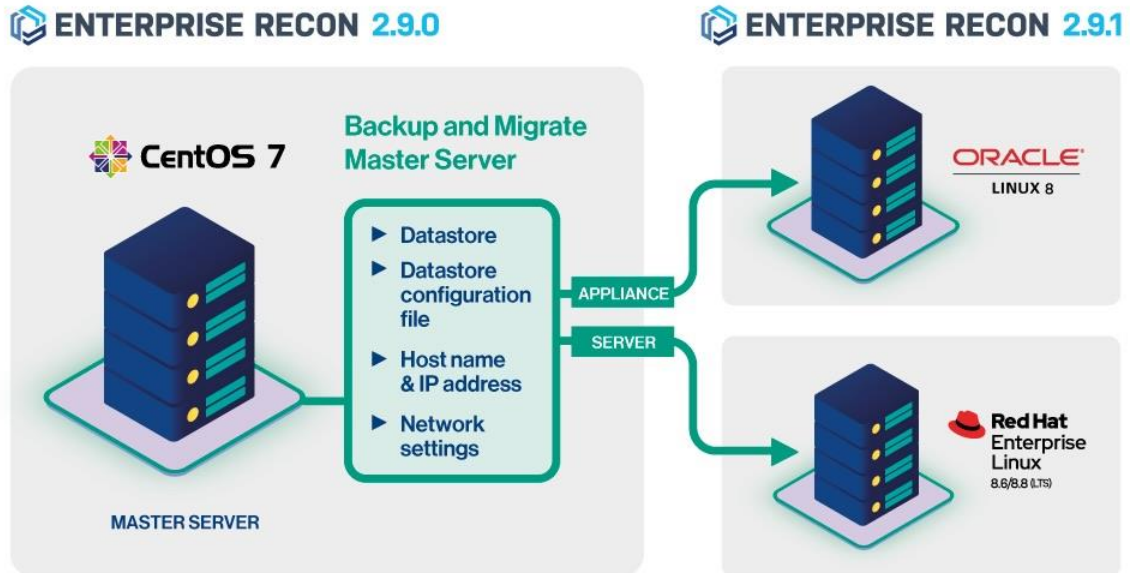 ENTERPRISE RECON 2.9.0
CentOS 7
Backup and Migrate
Master Server
► Datastore
► Datastore
configuration
file
► Host name
& IP address
► Network
settings
MASTER SERVER
APPLIANCE
SERVER
ENTERPRISE RECON 2.9.1
ORACLE®
LINUX 8
Red Hat
Enterprise
Linux
8.6/8.8 (LTS)